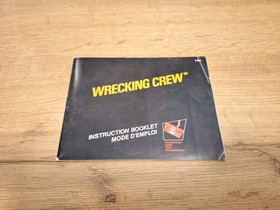 WRECKING CREW™
INSTRUCTION BOOKLET
MODE D'EMPLOI